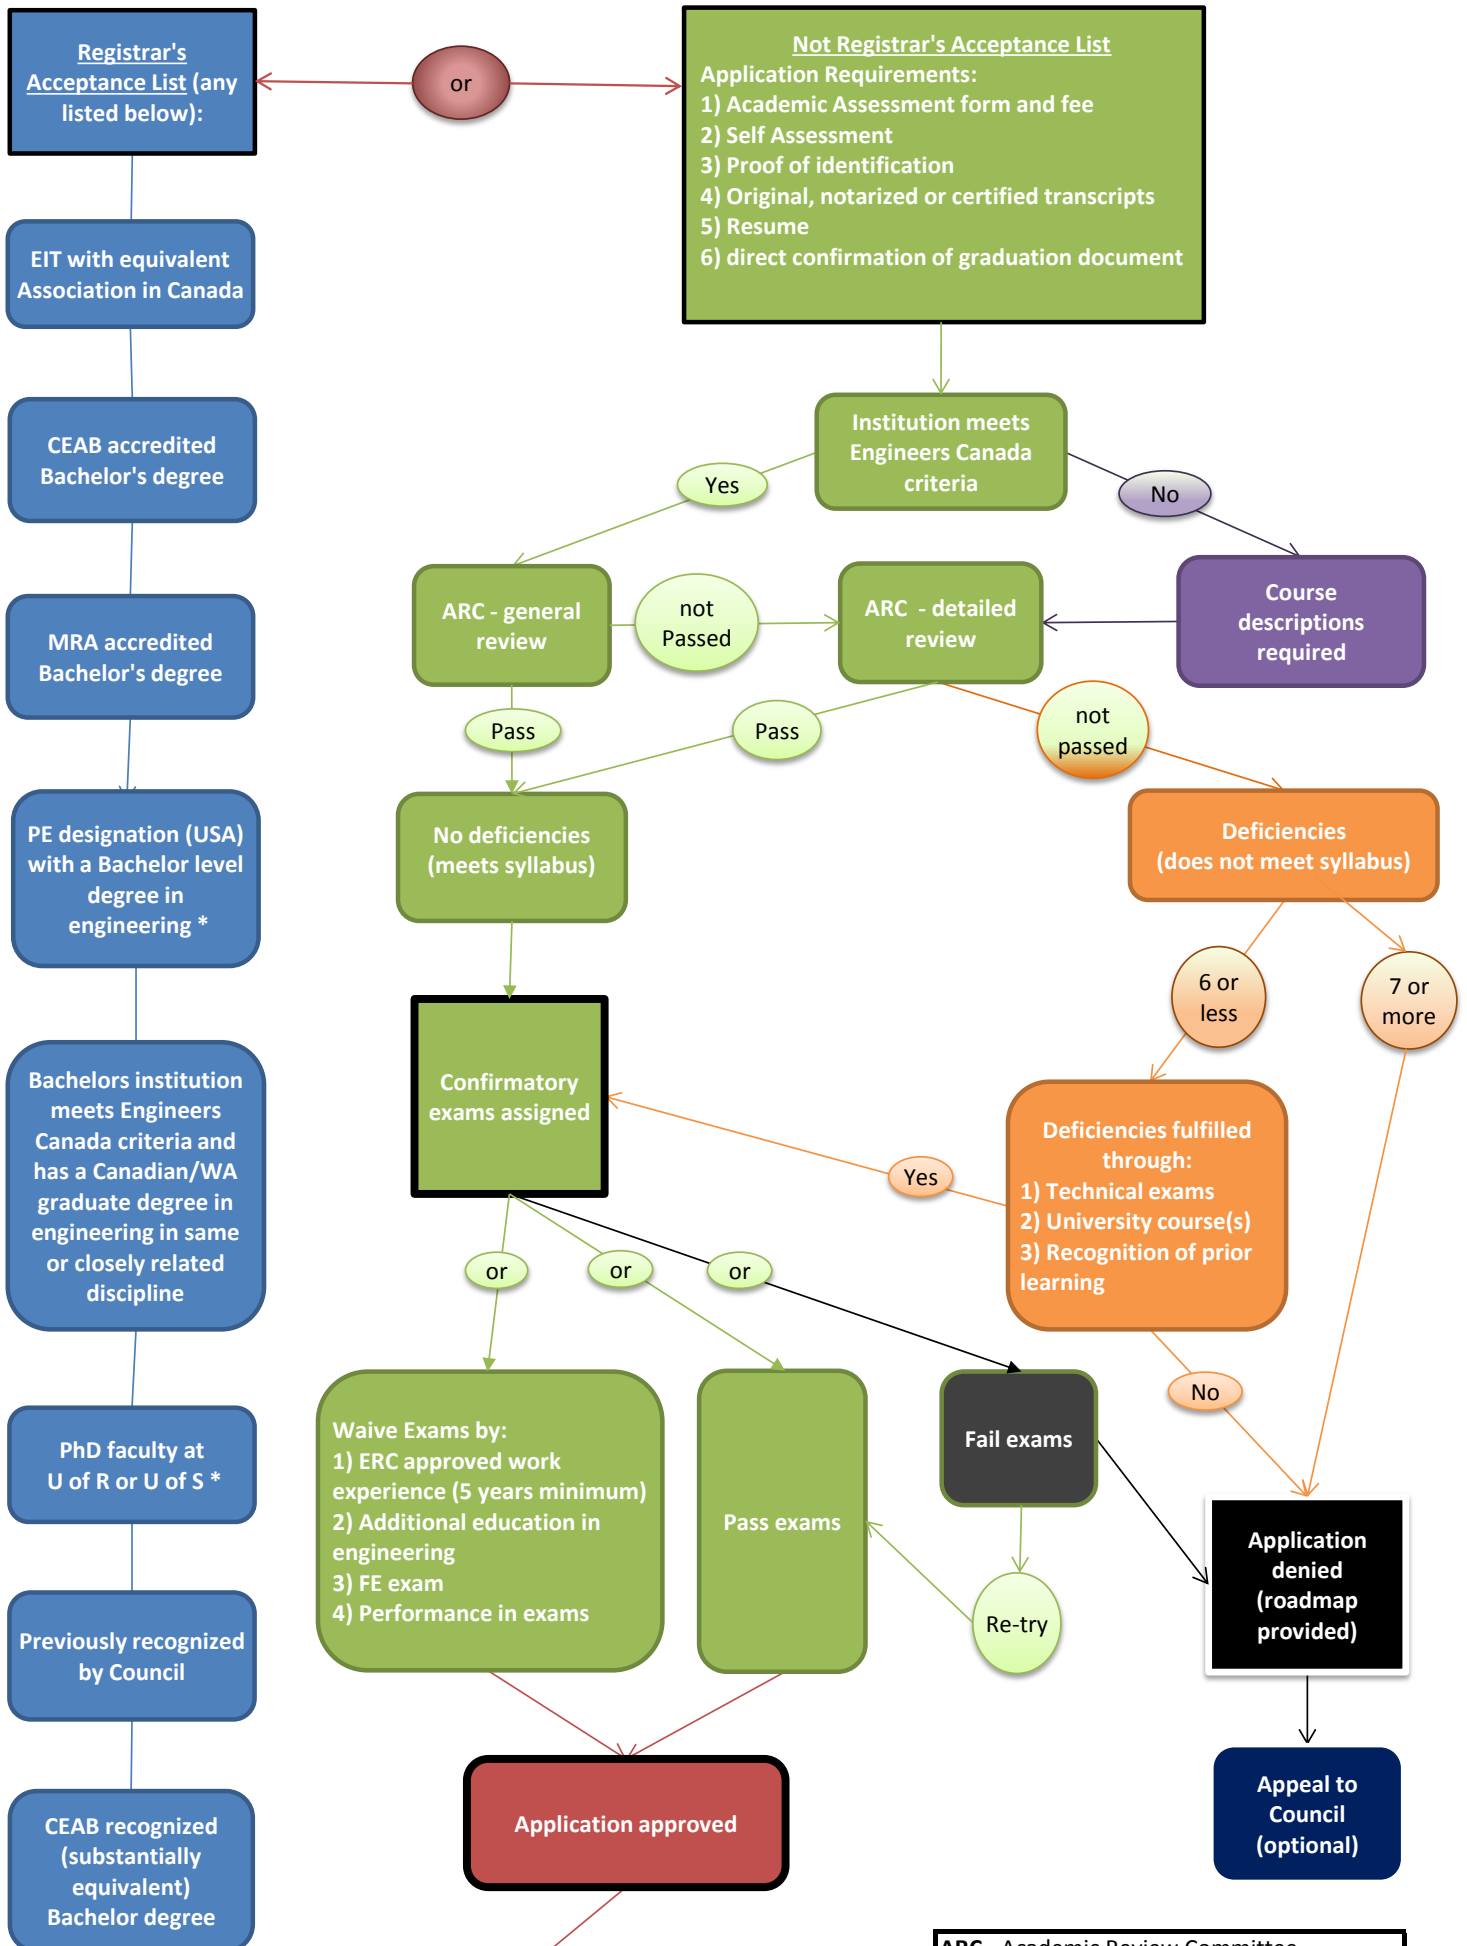 Registrar's
Acceptance List (any
listed below):
or
Not Registrar's Acceptance List
Application Requirements:
1) Academic Assessment form and fee
2) Self Assessment
3) Proof of identification
4) Original, notarized or certified transcripts
5) Resume
6) direct confirmation of graduation document
EIT with equivalent
Association in Canada
CEAB accredited
Bachelor's degree
MRA accredited
Bachelor's degree
PE designation (USA)
with a Bachelor level
degree in
engineering *
Bachelors institution
meets Engineers
Canada criteria and
has a Canadian/WA
graduate degree in
engineering in same
or closely related
discipline
PhD faculty at
U of R or U of S *
Previously recognized
by Council
CEAB recognized
(substantially
equivalent)
Bachelor degree
Institution meets
Engineers Canada
criteria
Yes
No
ARC - general
review
not
Passed
ARC - detailed
review
Course
descriptions
required
Pass
Pass
not
passed
No deficiencies
(meets syllabus)
Deficiencies
(does not meet syllabus)
6 or
less
7 or
more
Confirmatory
exams assigned
Yes
Deficiencies fulfilled
through:
1) Technical exams
2) University course(s)
3) Recognition of prior
learning
or
or
or
No
Waive Exams by:
1) ERC approved work
experience (5 years minimum)
2) Additional education in
engineering
3) FE exam
4) Performance in exams
Pass exams
Fail exams
Re-try
Application
denied
(roadmap
provided)
Application approved
Appeal to
Council
(optional)
ARC - Academic Review Committee